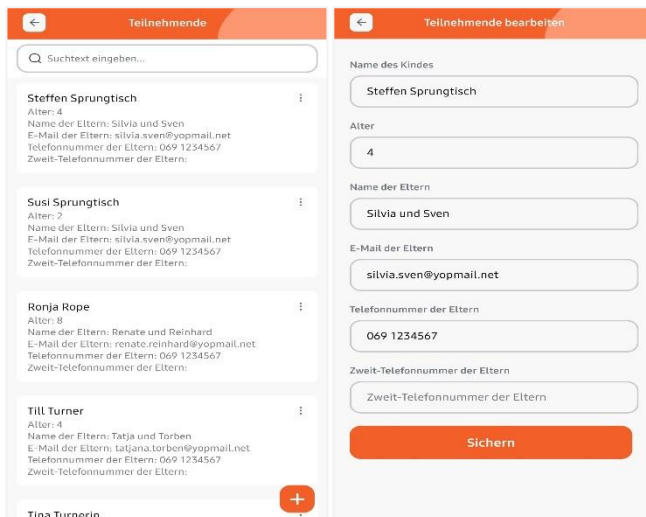 Teilnehmende
Suchtext eingeben...
Steffen Sprungtisch
Alter: 4
Name der Eltern: Silvia und Sven
E-Mail der Eltern: silvia.sven@yopmail.net
Telefonnummer der Eltern: 069 1234567
Zweit-Telefonnummer der Eltern:
Susi Sprungtisch
Alter: 2
Name der Eltern: Silvia und Sven
E-Mail der Eltern: silvia.sven@yopmail.net
Telefonnummer der Eltern: 069 1234567
Zweit-Telefonnummer der Eltern:
Ronja Rope
Alter: 8
Name der Eltern: Renate und Reinhard
E-Mail der Eltern: renate.reinhard@yopmail.net
Telefonnummer der Eltern: 069 1234567
Zweit-Telefonnummer der Eltern:
Till Turner
Alter: 4
Name der Eltern: Tatja und Torben
E-Mail der Eltern: tatjana.torben@yopmail.net
Telefonnummer der Eltern: 069 1234567
Zweit-Telefonnummer der Eltern:
Tina Turnerin
Teilnehmende bearbeiten
Name des Kindes
Steffen Sprungtisch
Alter
4
Name der Eltern
Silvia und Sven
E-Mail der Eltern
silvia.sven@yopmail.net
Telefonnummer der Eltern
069 1234567
Zweit-Telefonnummer der Eltern
Zweit-Telefonnummer der Eltern
Sichern